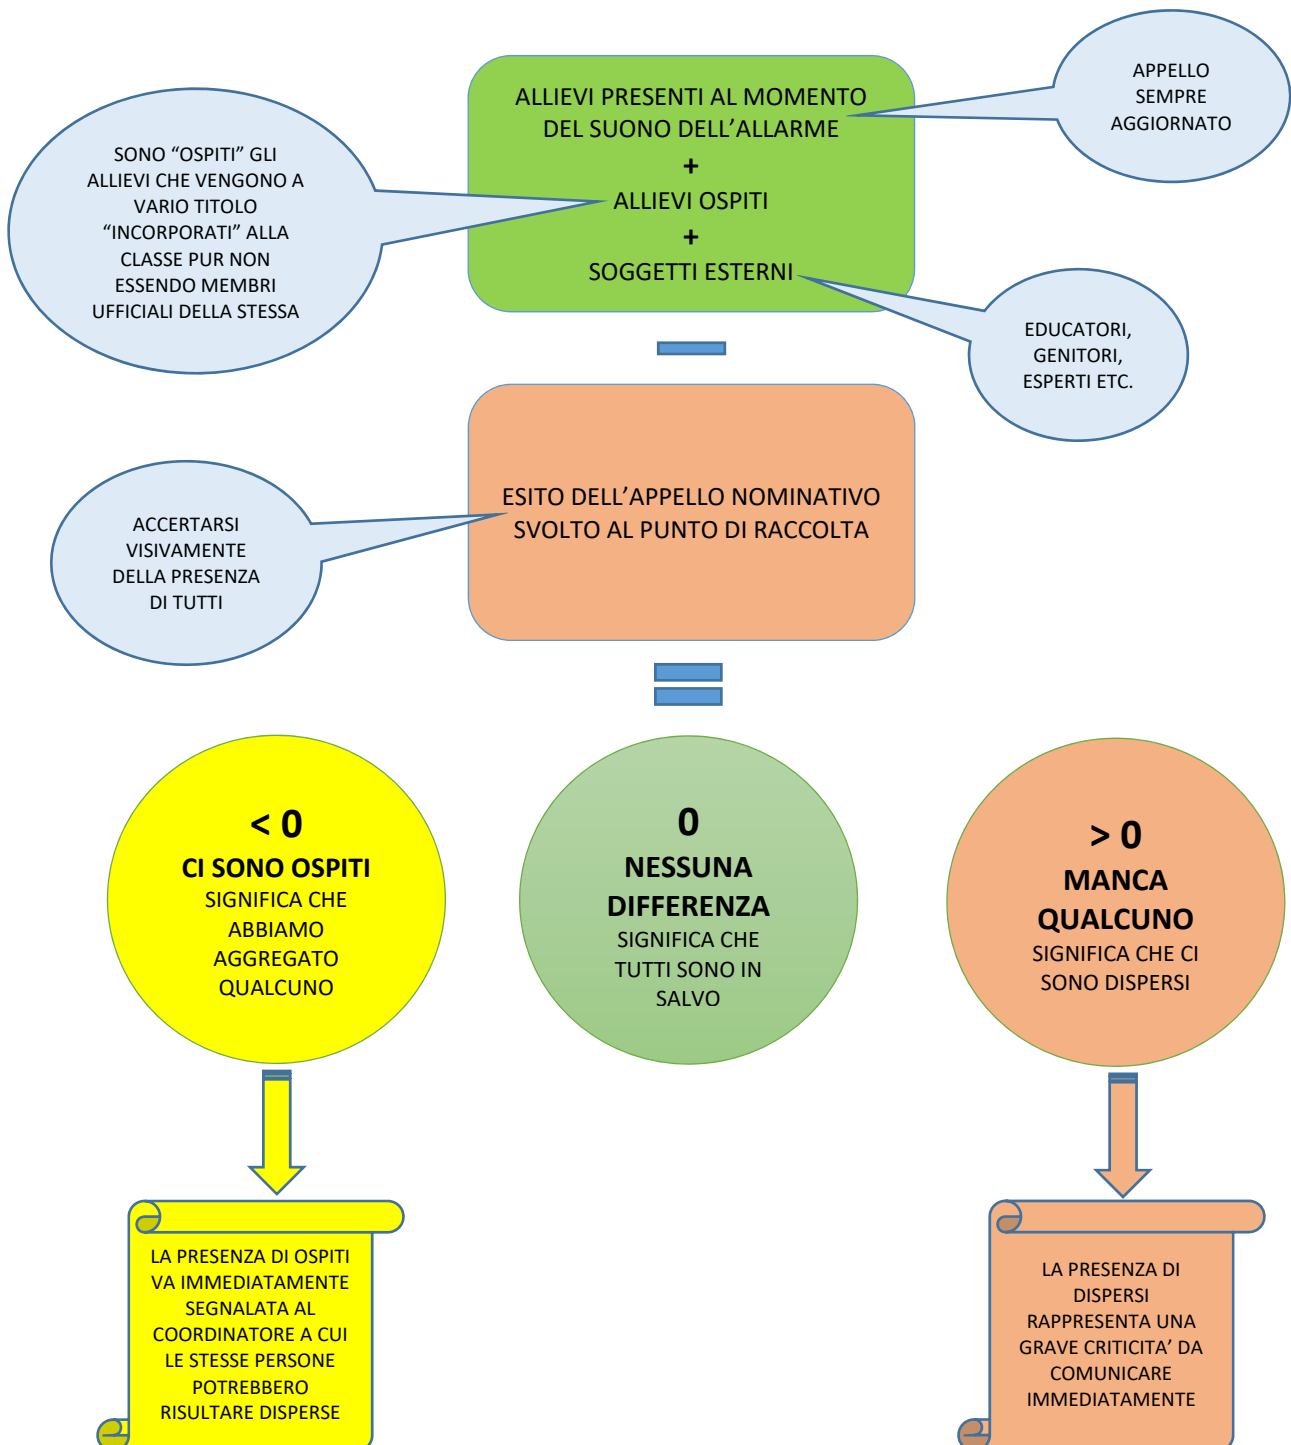 APPELLO
SEMPRE
AGGIORNATO
ALLIEVI PRESENTI AL MOMENTO
DEL SUONO DELL’ALLARME
+
ALLIEVI OSPITI
+
SOGGETTI ESTERNI
SONO “OSPITI” GLI
ALLIEVI CHE VENGONO A
VARIO TITOLO
“INCORPORATI” ALLA
CLASSE PUR NON
ESSENDO MEMBRI
UFFICIALI DELLA STESSA
EDUCATORI,
GENITORI,
ESPERTI ETC.
ESITO DELL’APPELLO NOMINATIVO
SVOLTO AL PUNTO DI RACCOLTA
ACCERTARSI
VISIVAMENTE
DELLA PRESENZA
DI TUTTI
< 0
CI SONO OSPITI
SIGNIFICA CHE
ABBIAMO
AGGREGATO
QUALCUNO
0
NESSUNA
DIFFERENZA
SIGNIFICA CHE
TUTTI SONO IN
SALVO
> 0
MANCA
QUALCUNO
SIGNIFICA CHE CI
SONO DISPERSI
LA PRESENZA DI OSPITI
VA IMMEDIATAMENTE
SEGNALATA AL
COORDINATORE A CUI
LE STESSE PERSONE
POTREBBERO
RISULTARE DISPERSE
LA PRESENZA DI
DISPERSI
RAPPRESENTA UNA
GRAVE CRITICITA’ DA
COMUNICARE
IMMEDIATAMENTE